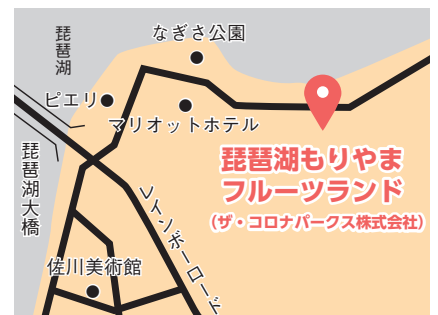 なぎさ公園
琵琶湖
ピエリ
マリオットホテル
琵琶湖大橋
琵琶湖もりやま
フルーツランド
(ザ・コロナパークス株式会社)
レインボーロード
佐川美術館